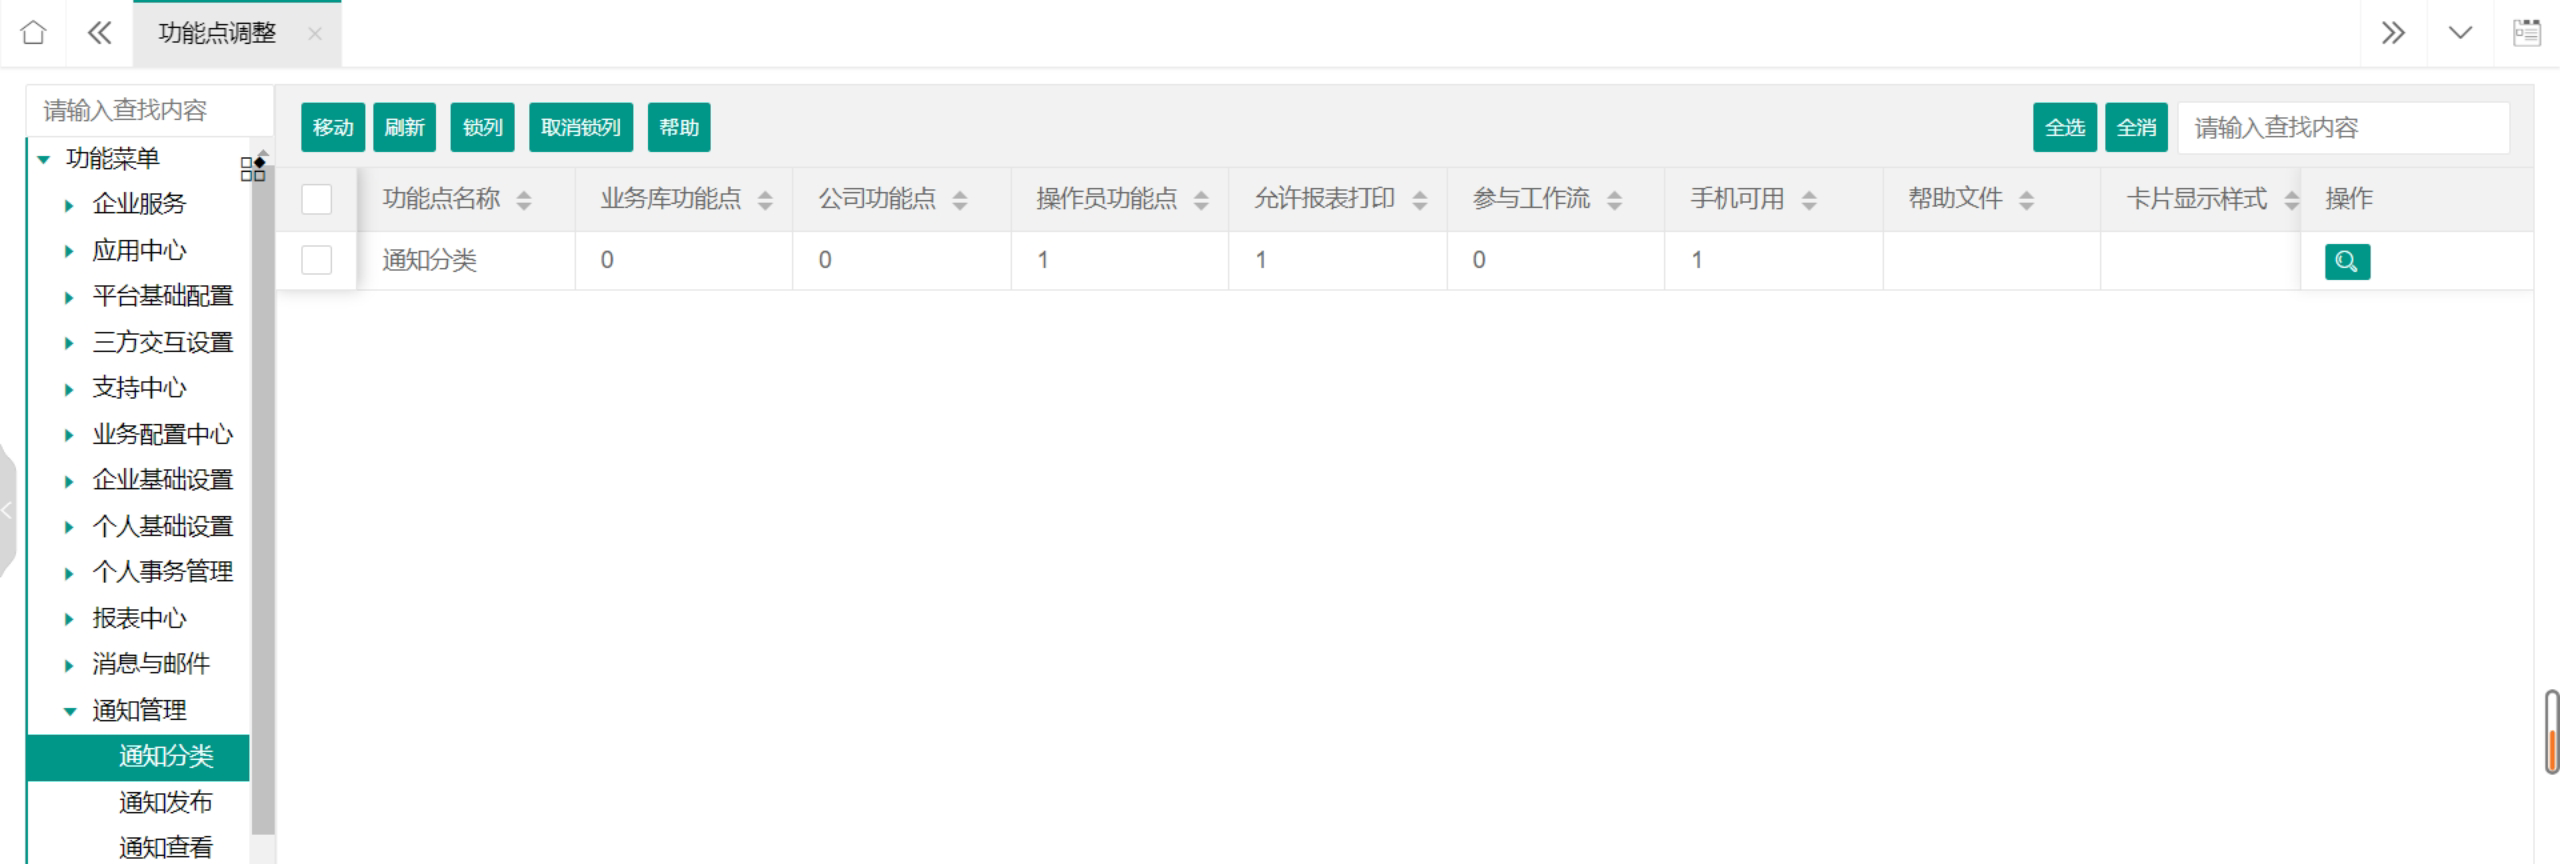 功能点调整
请输入查找内容
功能菜单
企业服务
应用中心
平台基础配置
三方交互设置
支持中心
业务配置中心
企业基础设置
个人基础设置
个人事务管理
报表中心
消息与邮件
通知管理
通知分类
通知发布
通知查看
移动 刷新 锁列 取消锁列 帮助 全选 全消 请输入查找内容
功能点名称 业务库功能点 公司功能点 操作员功能点 允许报表打印 参与工作流 手机可用 帮助文件 卡片显示样式 操作
通知分类 0 0 1 1 0 1